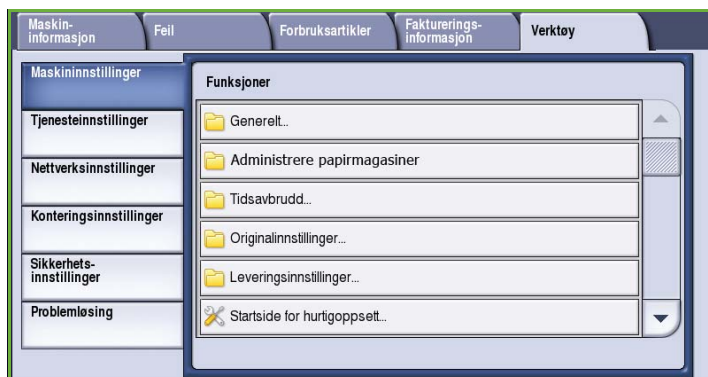 Maskin-
informasjon
Feil
Forbruksartikler
Fakturerings-
informasjon
Verktøy
Maskininnstillinger
Tjenesteinnstillinger
Nettverksinnstillinger
Konteringsinnstillinger
Sikkerhets-
innstillinger
Problemløsing
Funksjoner
Generelt...
Administrere papirmagasiner
Tidsavbrudd...
Originalinnstillinger...
Leveringsinnstillinger...
Startside for hurtigoppsett...